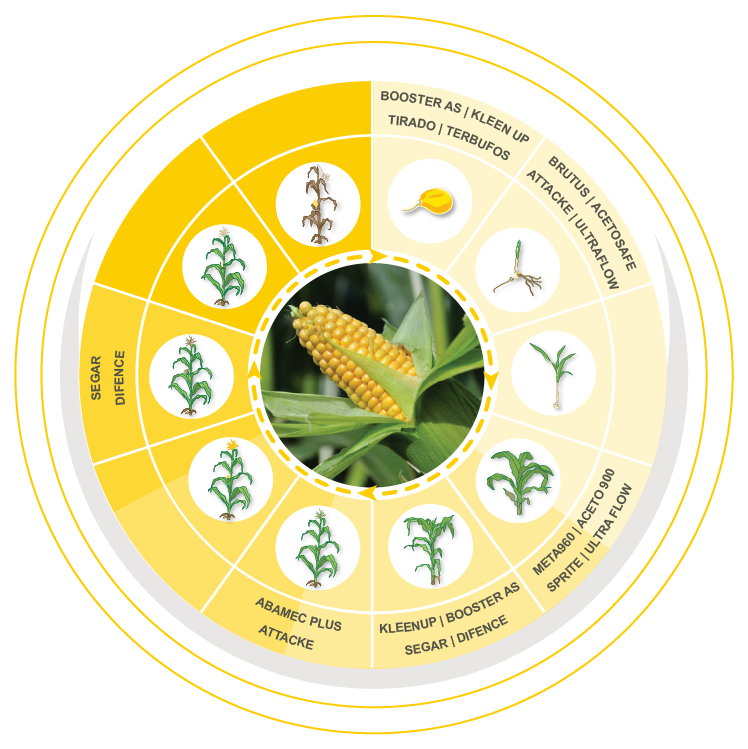 BOOSTER AS | KLEEN UP
TIRADO | TERBUFOS
BRUTUS | ACETOSAFE
ATTACKE | ULTRAFLOW
META960 | ACETO 900
SPRITE | ULTRA FLOW
KLEENUP | BOOSTER AS
SEGAR | DIFENCE
ABAMEC PLUS
ATTACKE
SEGAR
DIFENCE